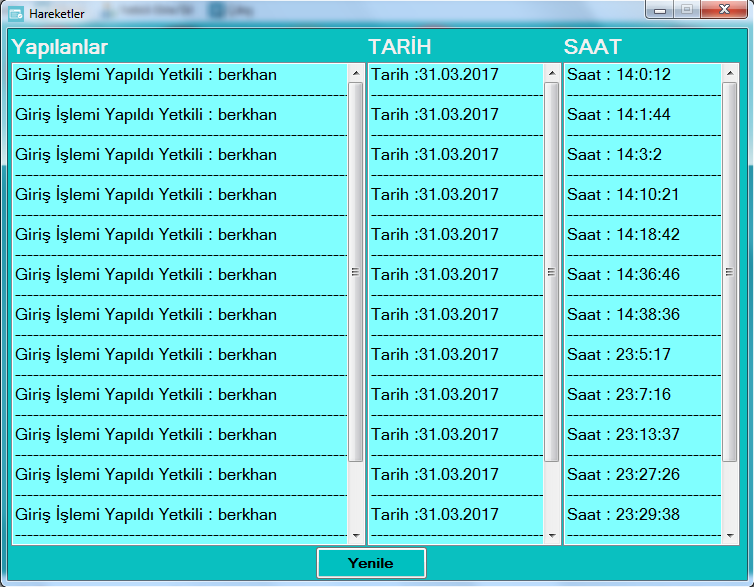 Hareketler
Yapılanlar TARİH SAAT
Giriş İşlemi Yapıldı Yetkili : berkhan Tarih :31.03.2017 Saat : 14:0:12
Giriş İşlemi Yapıldı Yetkili : berkhan Tarih :31.03.2017 Saat : 14:1:44
Giriş İşlemi Yapıldı Yetkili : berkhan Tarih :31.03.2017 Saat : 14:3:2
Giriş İşlemi Yapıldı Yetkili : berkhan Tarih :31.03.2017 Saat : 14:10:21
Giriş İşlemi Yapıldı Yetkili : berkhan Tarih :31.03.2017 Saat : 14:18:42
Giriş İşlemi Yapıldı Yetkili : berkhan Tarih :31.03.2017 Saat : 14:36:46
Giriş İşlemi Yapıldı Yetkili : berkhan Tarih :31.03.2017 Saat : 14:38:36
Giriş İşlemi Yapıldı Yetkili : berkhan Tarih :31.03.2017 Saat : 23:5:17
Giriş İşlemi Yapıldı Yetkili : berkhan Tarih :31.03.2017 Saat : 23:7:16
Giriş İşlemi Yapıldı Yetkili : berkhan Tarih :31.03.2017 Saat : 23:13:37
Giriş İşlemi Yapıldı Yetkili : berkhan Tarih :31.03.2017 Saat : 23:27:26
Giriş İşlemi Yapıldı Yetkili : berkhan Tarih :31.03.2017 Saat : 23:29:38
Yenile